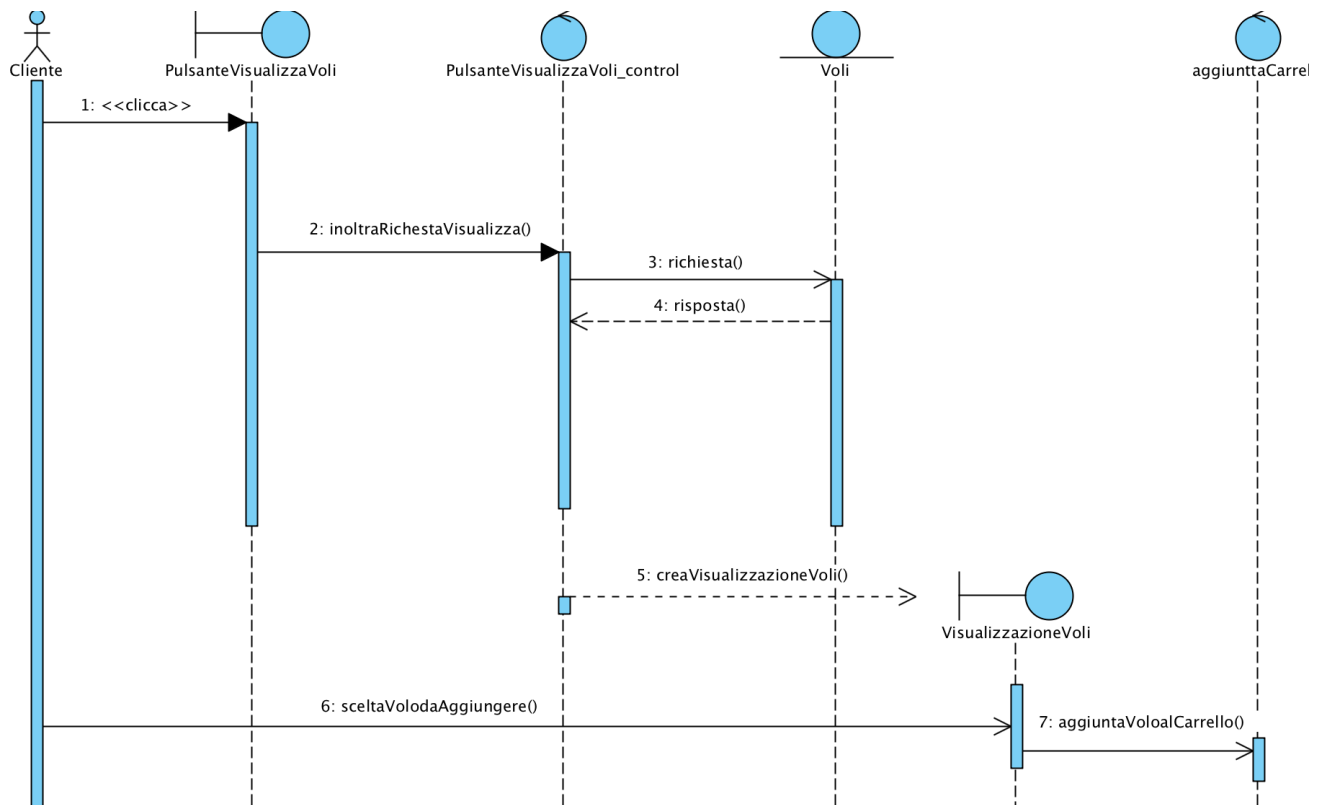 Cliente
PulsanteVisualizzaVoli
PulsanteVisualizzaVoli_control
Voli
aggiunttaCarrel
1: <<clicca>>
2: inoltraRichestaVisualizza()
3: richiesta()
4: risposta()
5: creaVisualizzazioneVoli()
VisualizzazioneVoli
6: sceltaVolodaAggiungere()
7: aggiuntaVoloalCarrello()